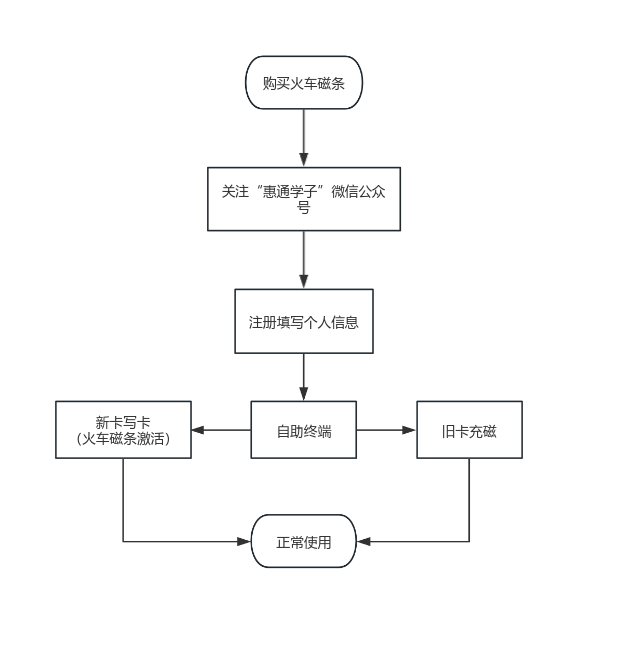 购买火车磁条
关注“惠通学子”微信公众
号
注册填写个人信息
新卡写卡
（火车磁条激活）
自助终端
旧卡充磁
正常使用